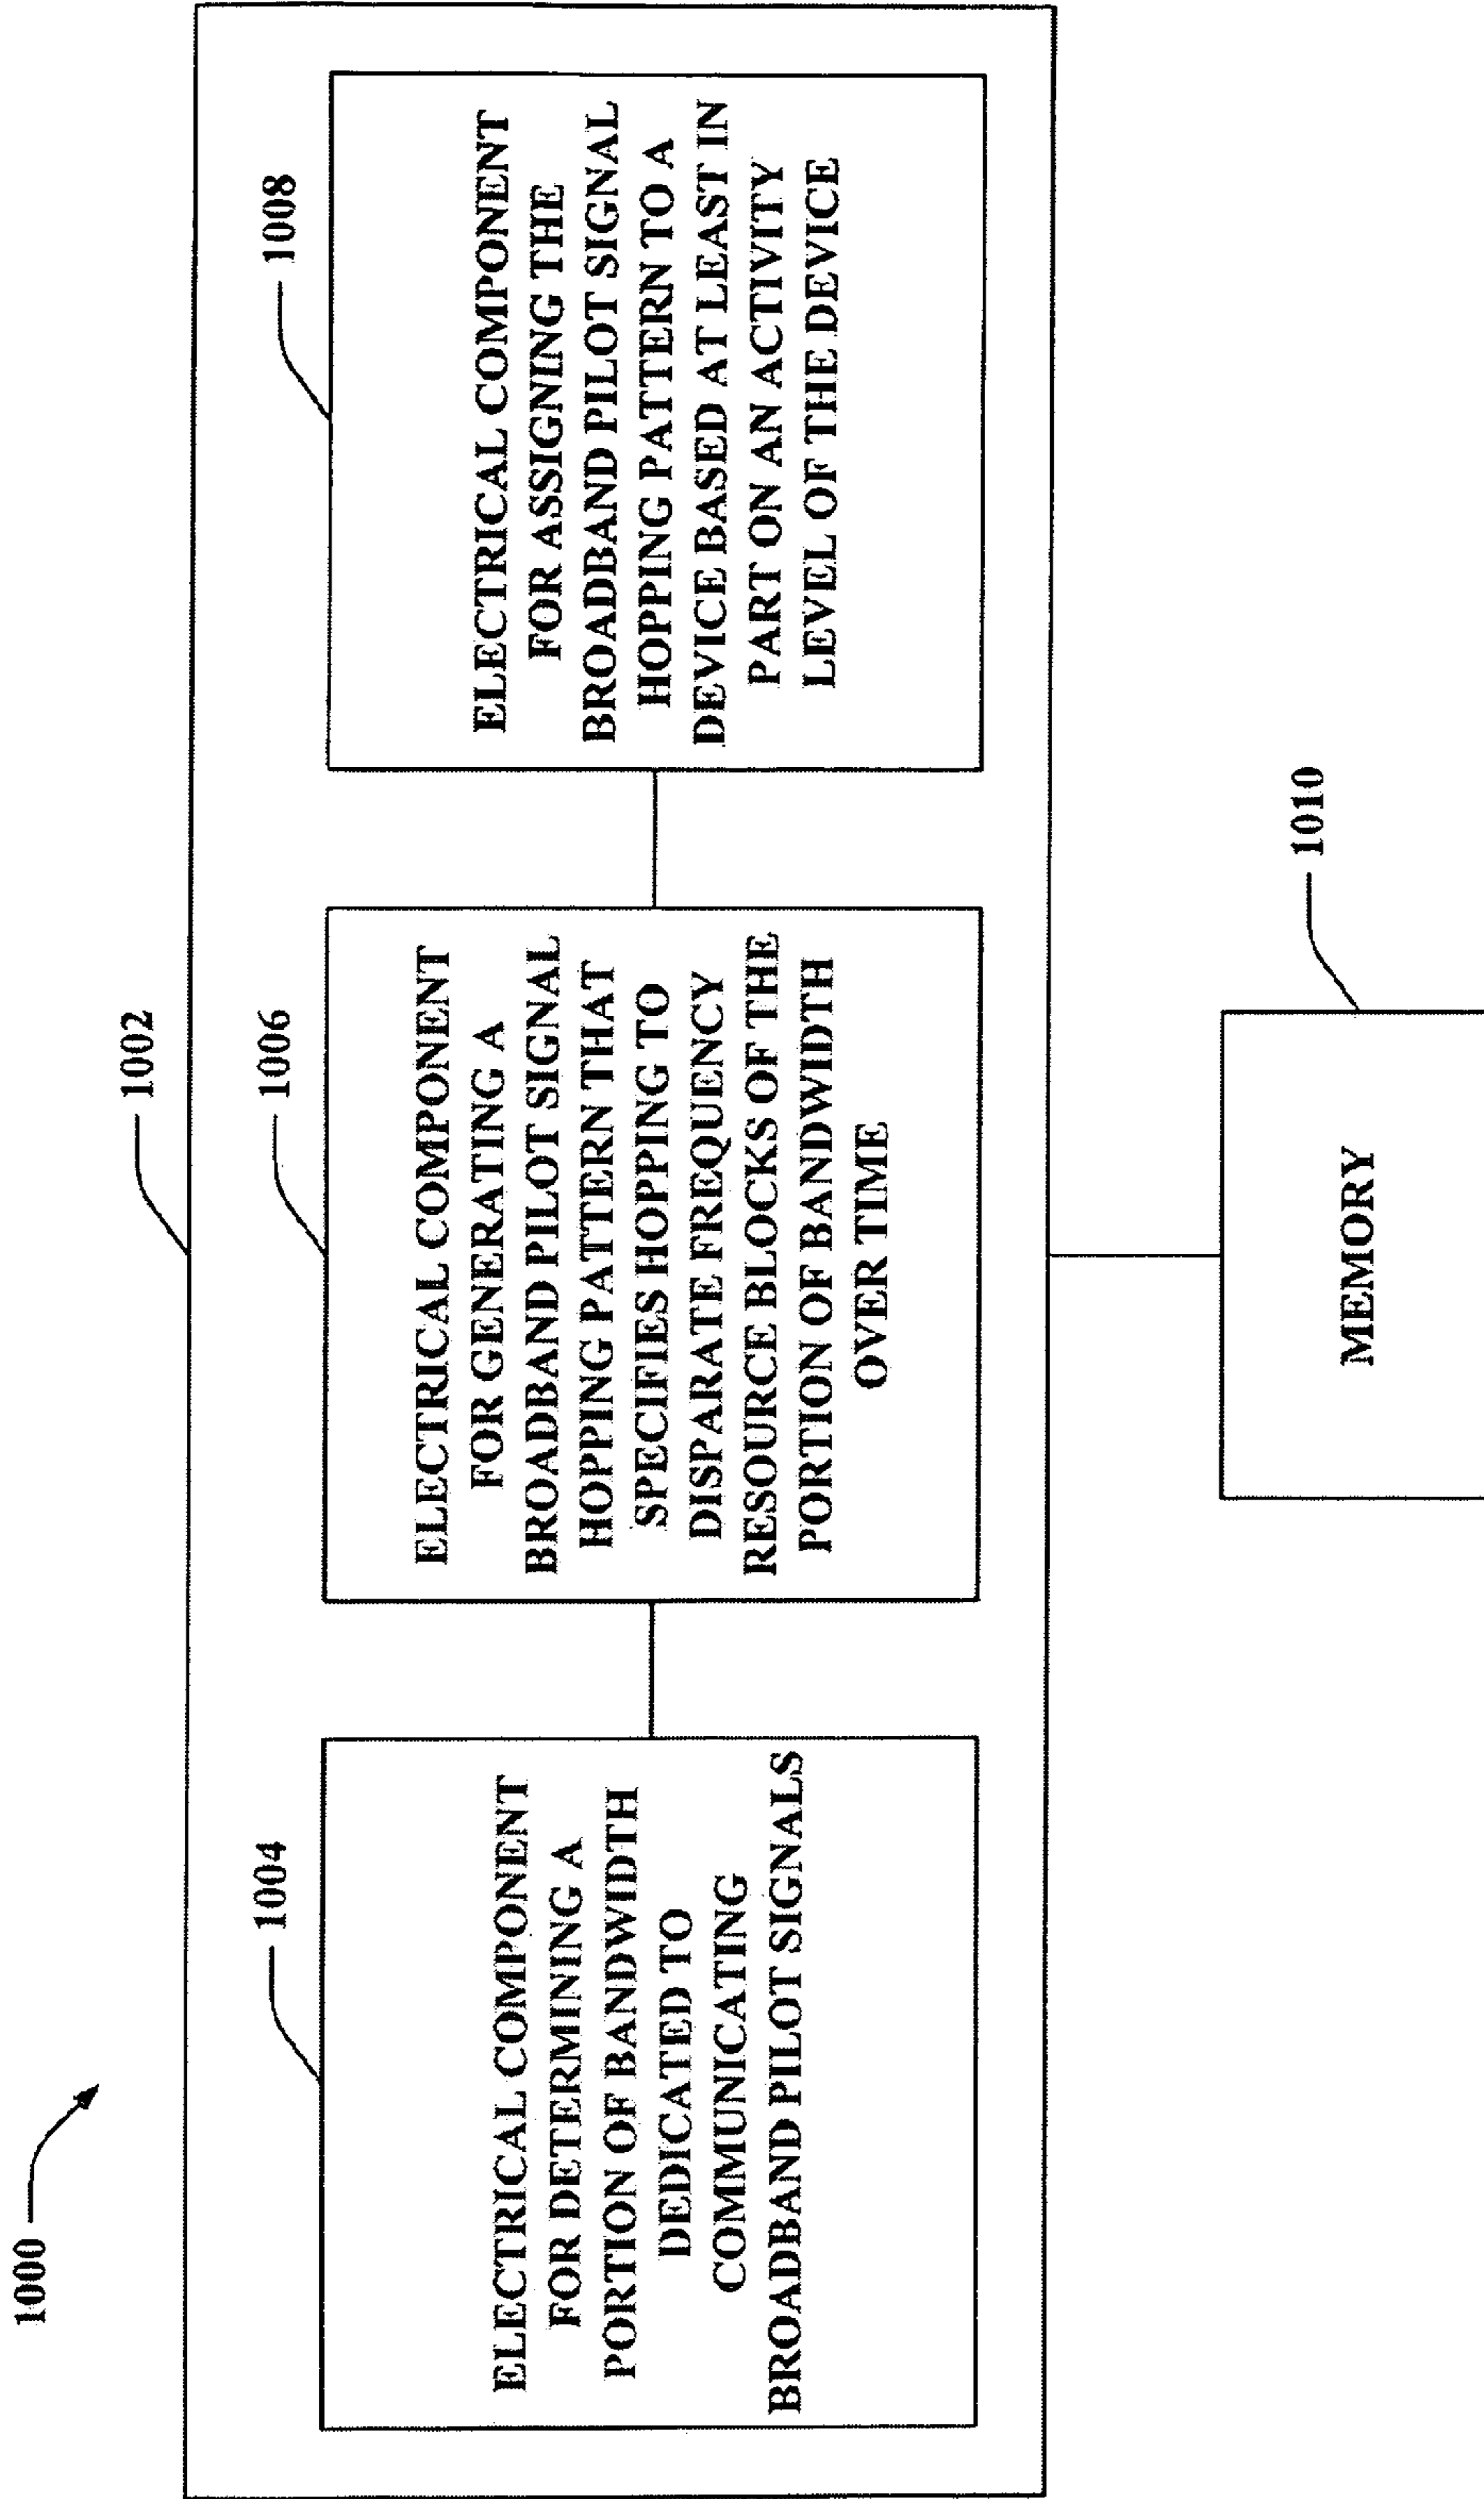 1000
1002
1004
ELECTRICAL COMPONENT
FOR DETERMINING A
PORTION OF BANDWIDTH
DEDICATED TO
COMMUNICATING
BROADBAND PILOT SIGNALS
1006
ELECTRICAL COMPONENT
FOR GENERATING A
BROADBAND PILOT SIGNAL
HOPPING PATTERN THAT
SPECIFIES HOPPING TO
DISPARATE FREQUENCY
RESOURCE BLOCKS OF THE
PORTION OF BANDWIDTH
OVER TIME
1008
ELECTRICAL COMPONENT
FOR ASSIGNING THE
BROADBAND PILOT SIGNAL
HOPPING PATTERN TO A
DEVICE BASED AT LEAST IN
PART ON AN ACTIVITY
LEVEL OF THE DEVICE
1010
MEMORY